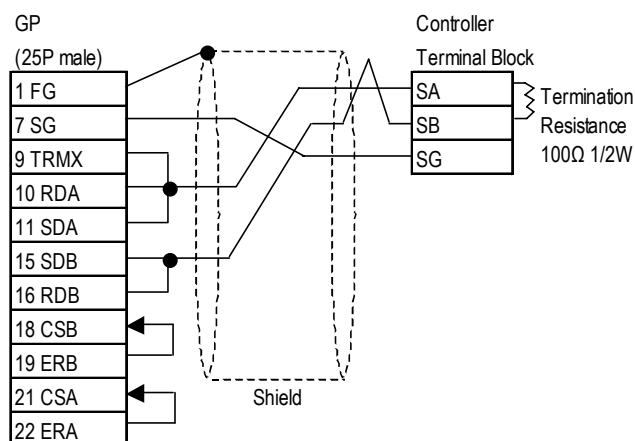 GP
(25P male)
1 FG
7 SG
9 TRMX
10 RDA
11 SDA
15 SDB
16 RDB
18 CSB
19 ERB
21 CSA
22 ERA
Shield
Controller
Terminal Block
SA
SB
SG
Termination
Resistance
100Ω 1/2W